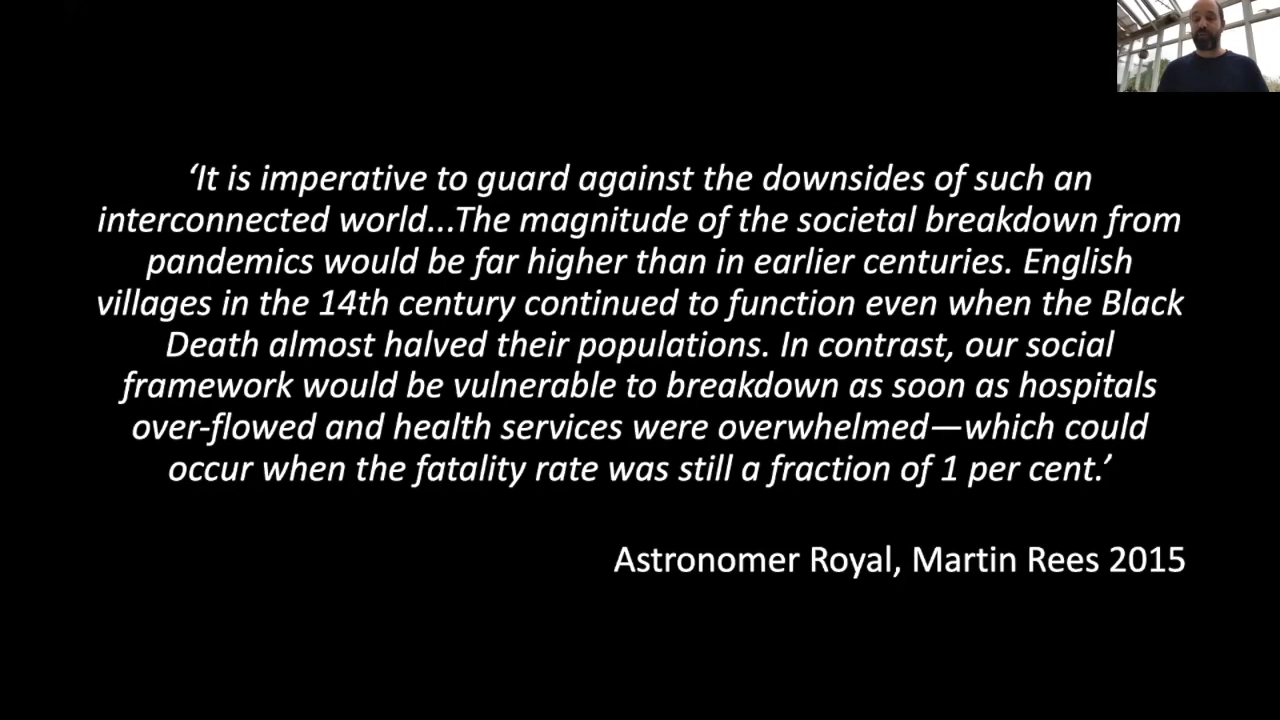 ‘It is imperative to guard against the downsides of such an
interconnected world...The magnitude of the societal breakdown from
pandemics would be far higher than in earlier centuries. English
villages in the 14th century continued to function even when the Black
Death almost halved their populations. In contrast, our social
framework would be vulnerable to breakdown as soon as hospitals
over-flowed and health services were overwhelmed—which could
occur when the fatality rate was still a fraction of 1 per cent.’
Astronomer Royal, Martin Rees 2015